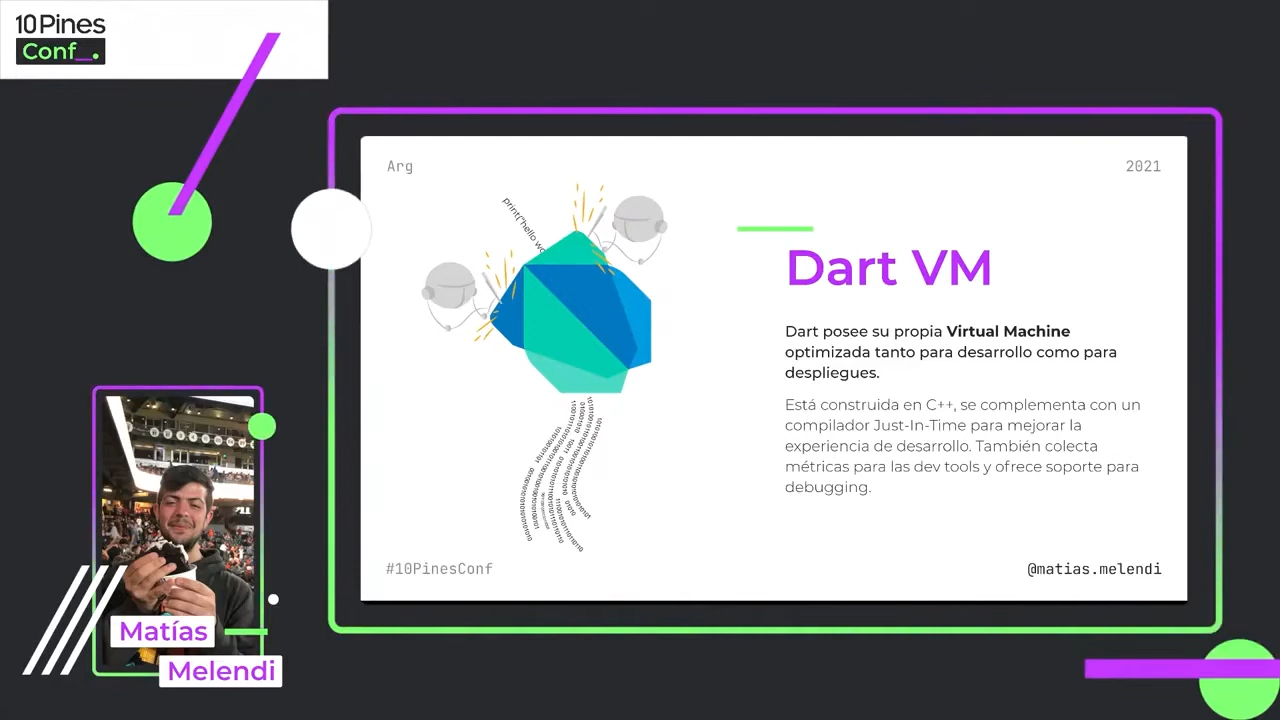 10Pines
Conf_.
Arg
2021
print("hello wo
Dart VM
Dart posee su propia Virtual Machine
optimizada tanto para desarrollo como para
despliegues.
Está construida en C++, se complementa con un
compilador Just-In-Time para mejorar la
experiencia de desarrollo. También colecta
métricas para las dev tools y ofrece soporte para
debugging.
#10PinesConf
@matias.melendi
Matías
Melendi